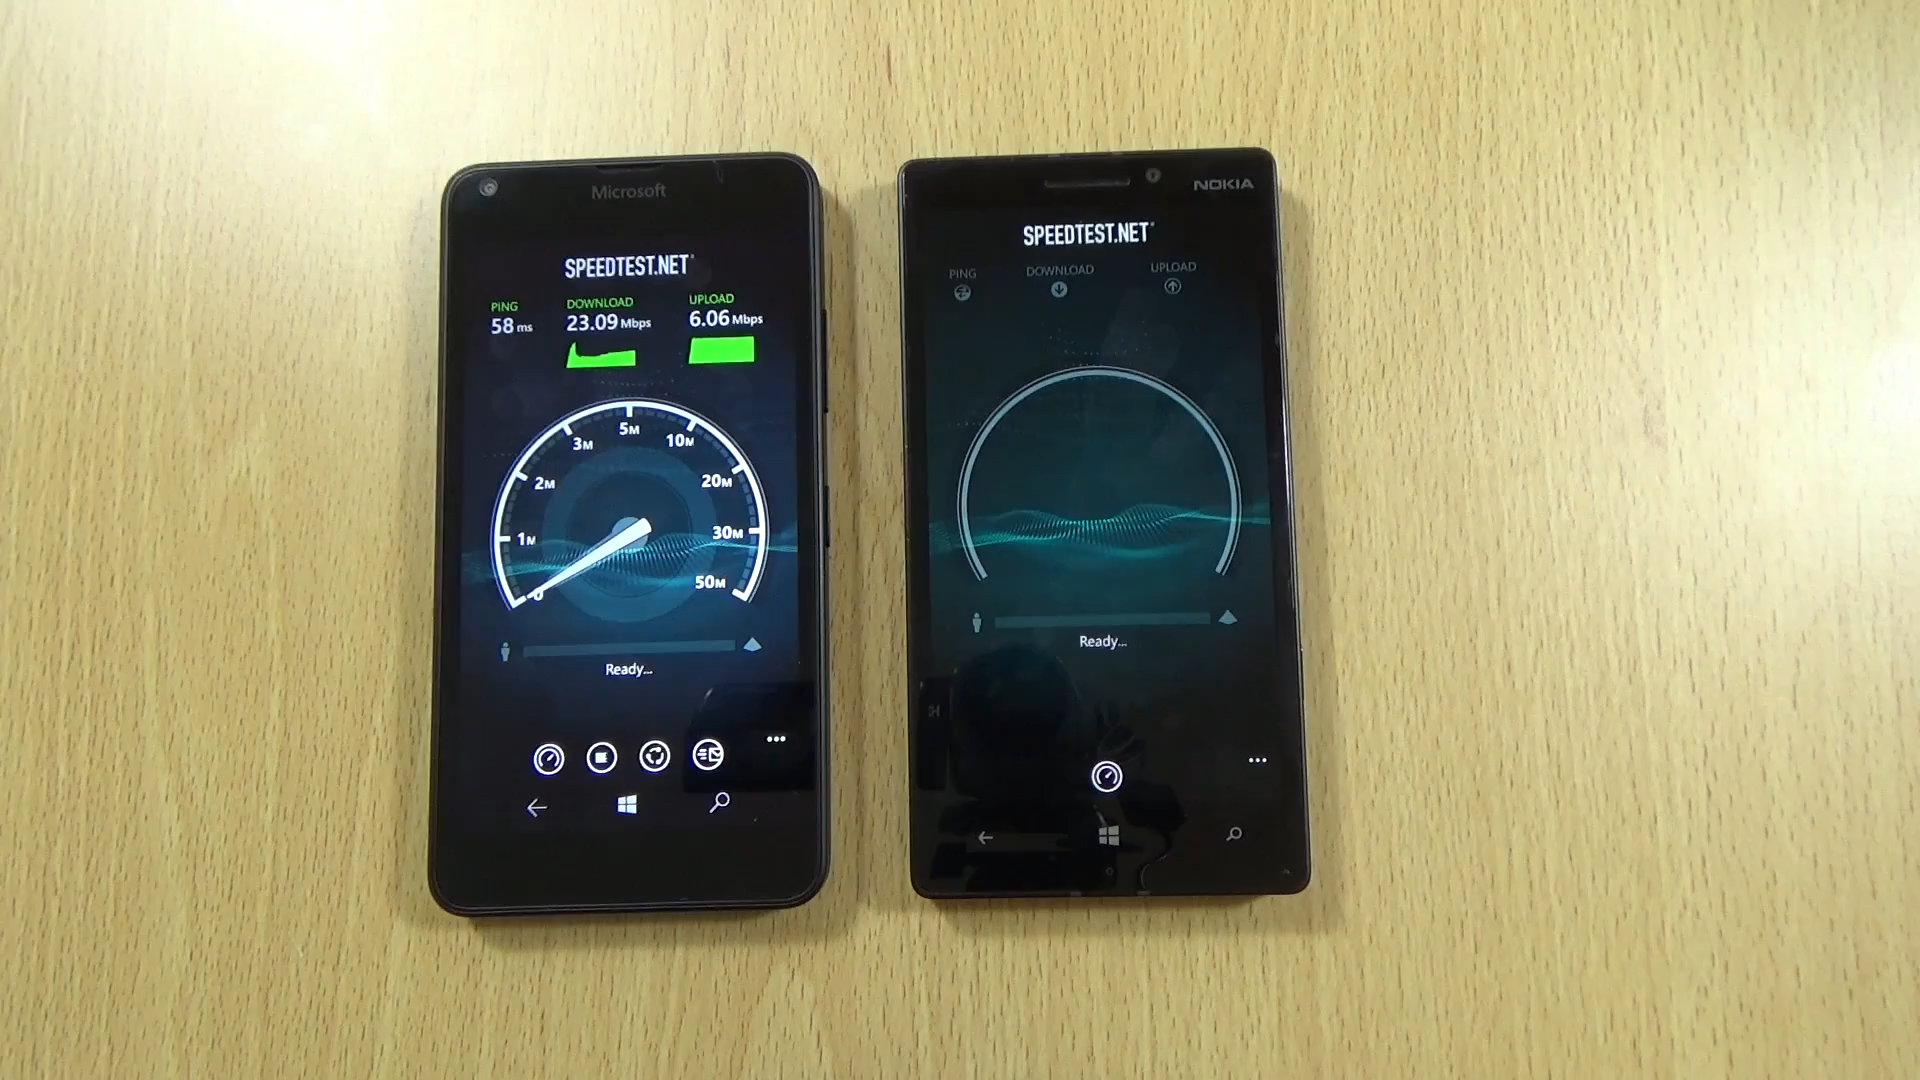 Microsoft
SPEEDTEST.NET
PING
DOWNLOAD
UPLOAD
58 ms
23.09 Mbps
6.06 Mbps
5M
3M
10M
2M
20M
1M
30M
0
50M
Ready...
NOKIA
SPEEDTEST.NET
PING
DOWNLOAD
UPLOAD
Ready...